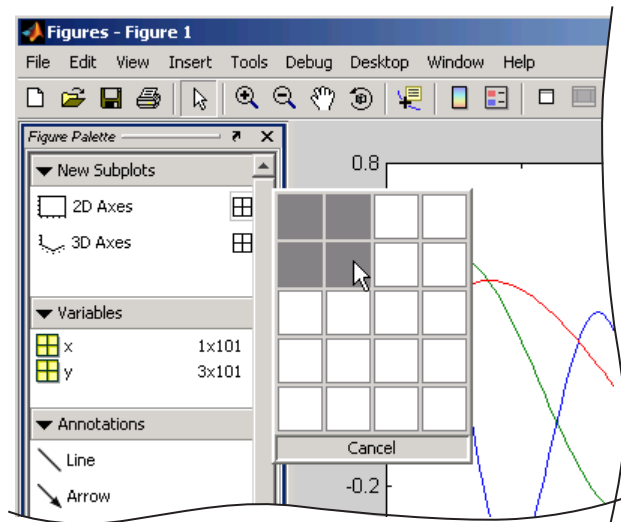 Figures - Figure 1
File Edit View Insert Tools Debug Desktop Window Help
Figure Palette
New Subplots
2D Axes
3D Axes
Variables
x 1x101
y 3x101
Annotations
Line
Arrow
Cancel
0.8
-0.2